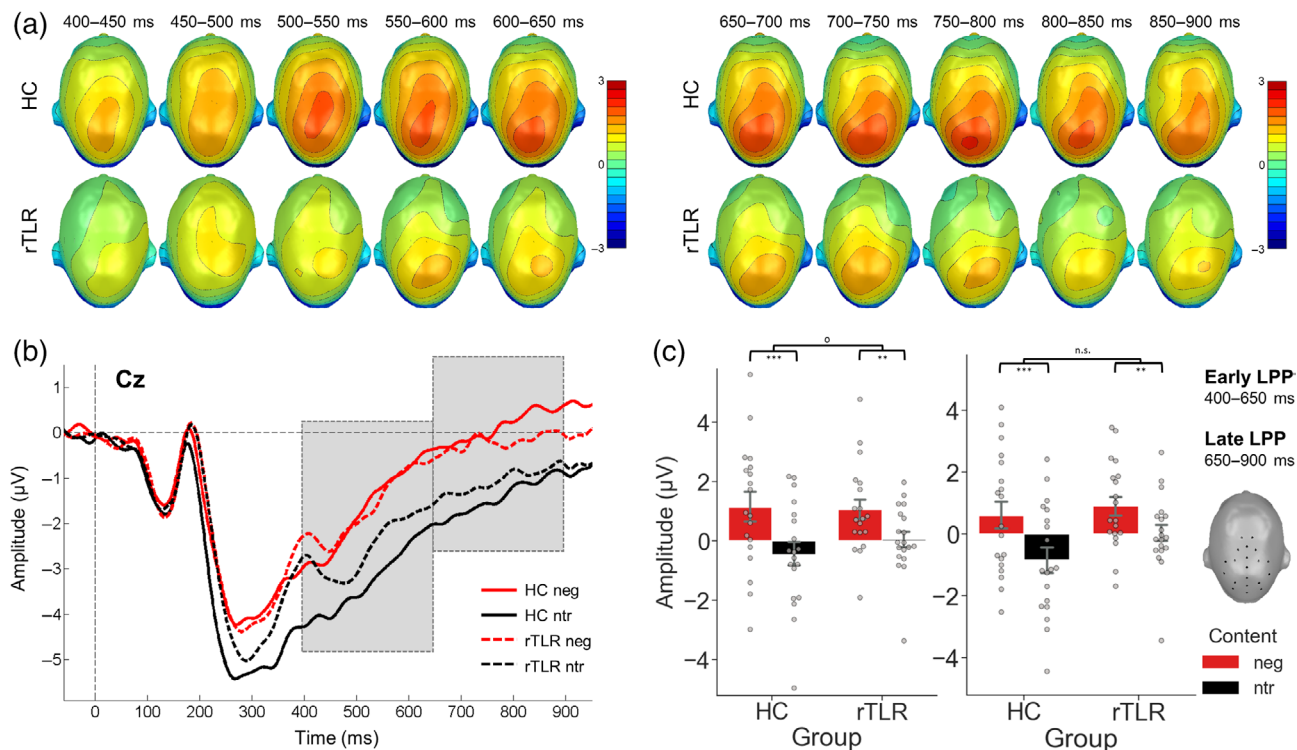 (a)
400–450 ms 450–500 ms 500–550 ms 550–600 ms 600–650 ms
650–700 ms 700–750 ms 750–800 ms 800–850 ms 850–900 ms
HC
3
0
−3
rTLR
HC
3
0
−3
rTLR
(b)
Cz
1
0
−1
−2
−3
−4
−5
Amplitude (μV)
0 100 200 300 400 500 600 700 800 900
Time (ms)
HC neg
HC ntr
rTLR neg
rTLR ntr
(c)
Amplitude (μV)
4
2
0
−2
−4
o
*** **
HC rTLR
Group
4
2
0
−2
−4
n.s.
*** **
HC rTLR
Group
Early LPP
400–650 ms
Late LPP
650–900 ms
Content
neg
ntr